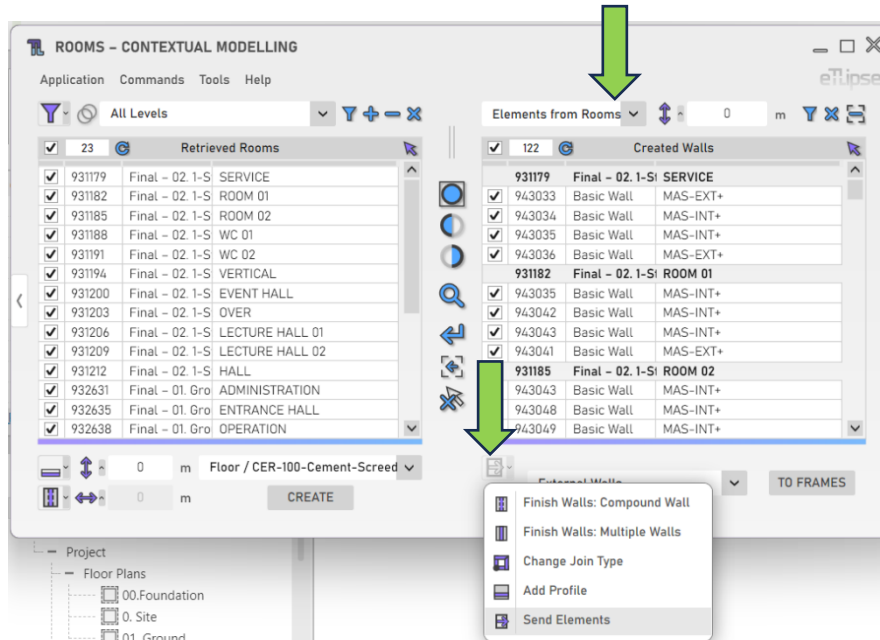 ROOMS – CONTEXTUAL MODELLING
Application Commands Tools Help
eTLipse
All Levels
Elements from Rooms 0 m
23 Retrieved Rooms
122 Created Walls
931179 Final – 02. 1-S SERVICE
931182 Final – 02. 1-S ROOM 01
931185 Final – 02. 1-S ROOM 02
931188 Final – 02. 1-S WC 01
931191 Final – 02. 1-S WC 02
931194 Final – 02. 1-S VERTICAL
931200 Final – 02. 1-S EVENT HALL
931203 Final – 02. 1-S OVER
931206 Final – 02. 1-S LECTURE HALL 01
931209 Final – 02. 1-S LECTURE HALL 02
931212 Final – 02. 1-S HALL
932631 Final – 01. Gro ADMINISTRATION
932635 Final – 01. Gro ENTRANCE HALL
932638 Final – 01. Gro OPERATION
931179 Final – 02. 1-St SERVICE
943033 Basic Wall MAS-EXT+
943034 Basic Wall MAS-INT+
943035 Basic Wall MAS-INT+
943036 Basic Wall MAS-EXT+
931182 Final – 02. 1-St ROOM 01
943035 Basic Wall MAS-INT+
943042 Basic Wall MAS-INT+
943043 Basic Wall MAS-INT+
943041 Basic Wall MAS-EXT+
931185 Final – 02. 1-St ROOM 02
943043 Basic Wall MAS-INT+
943048 Basic Wall MAS-INT+
943049 Basic Wall MAS-INT+
0 m Floor / CER-100-Cement-Screed
0 m CREATE
External Walls TO FRAMES
Finish Walls: Compound Wall
Finish Walls: Multiple Walls
Change Join Type
Add Profile
Send Elements
Project
Floor Plans
00.Foundation
0. Site
01. Ground